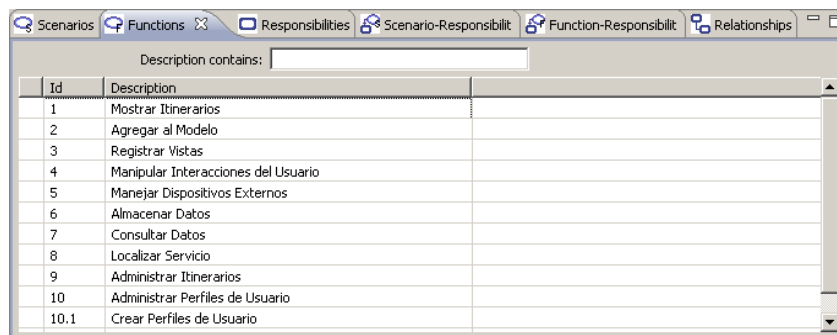 Scenarios Functions Responsibilities Scenario-Responsibilit Function-Responsibilit Relationships
Description contains:
Id Description
1 Mostrar Itinerarios
2 Agregar al Modelo
3 Registrar Vistas
4 Manipular Interacciones del Usuario
5 Manejar Dispositivos Externos
6 Almacenar Datos
7 Consultar Datos
8 Localizar Servicio
9 Administrar Itinerarios
10 Administrar Perfiles de Usuario
10.1 Crear Perfiles de Usuario